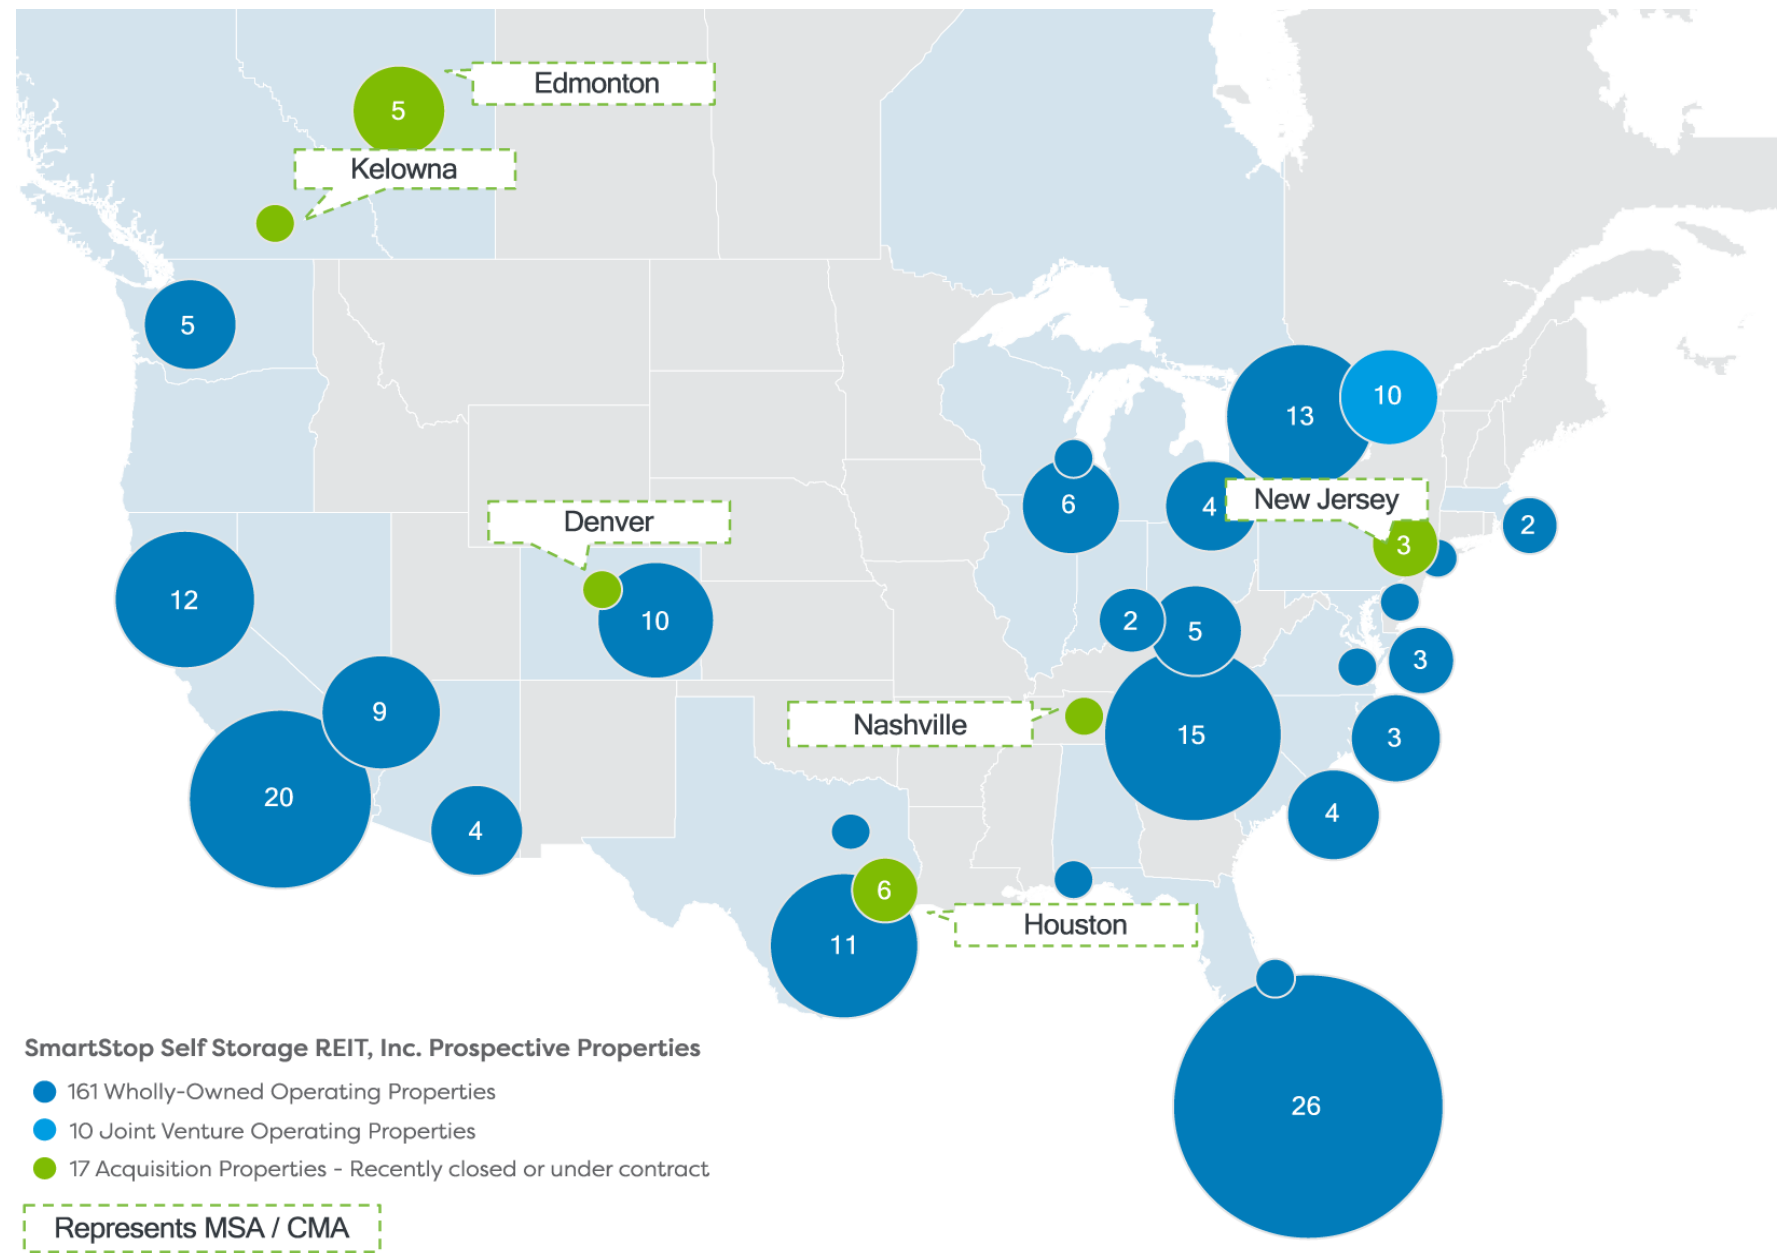 Edmonton
5
Kelowna
5
13
10
6
4
New Jersey
3
2
Denver
12
10
2
5
3
9
Nashville
15
3
20
4
4
6
Houston
11
26
SmartStop Self Storage REIT, Inc. Prospective Properties
161 Wholly-Owned Operating Properties
10 Joint Venture Operating Properties
17 Acquisition Properties - Recently closed or under contract
Represents MSA / CMA